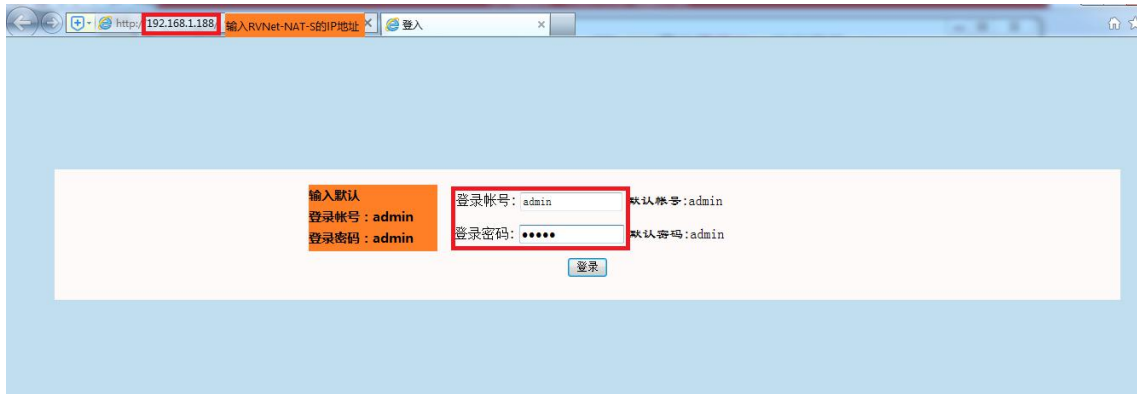 http://192.168.1.188/
输入RVNet-NAT-S的IP地址
登入
输入默认
登录帐号：admin
登录密码：admin
登录帐号: admin 默认帐号:admin
登录密码: ●●●●● 默认密码:admin
登录